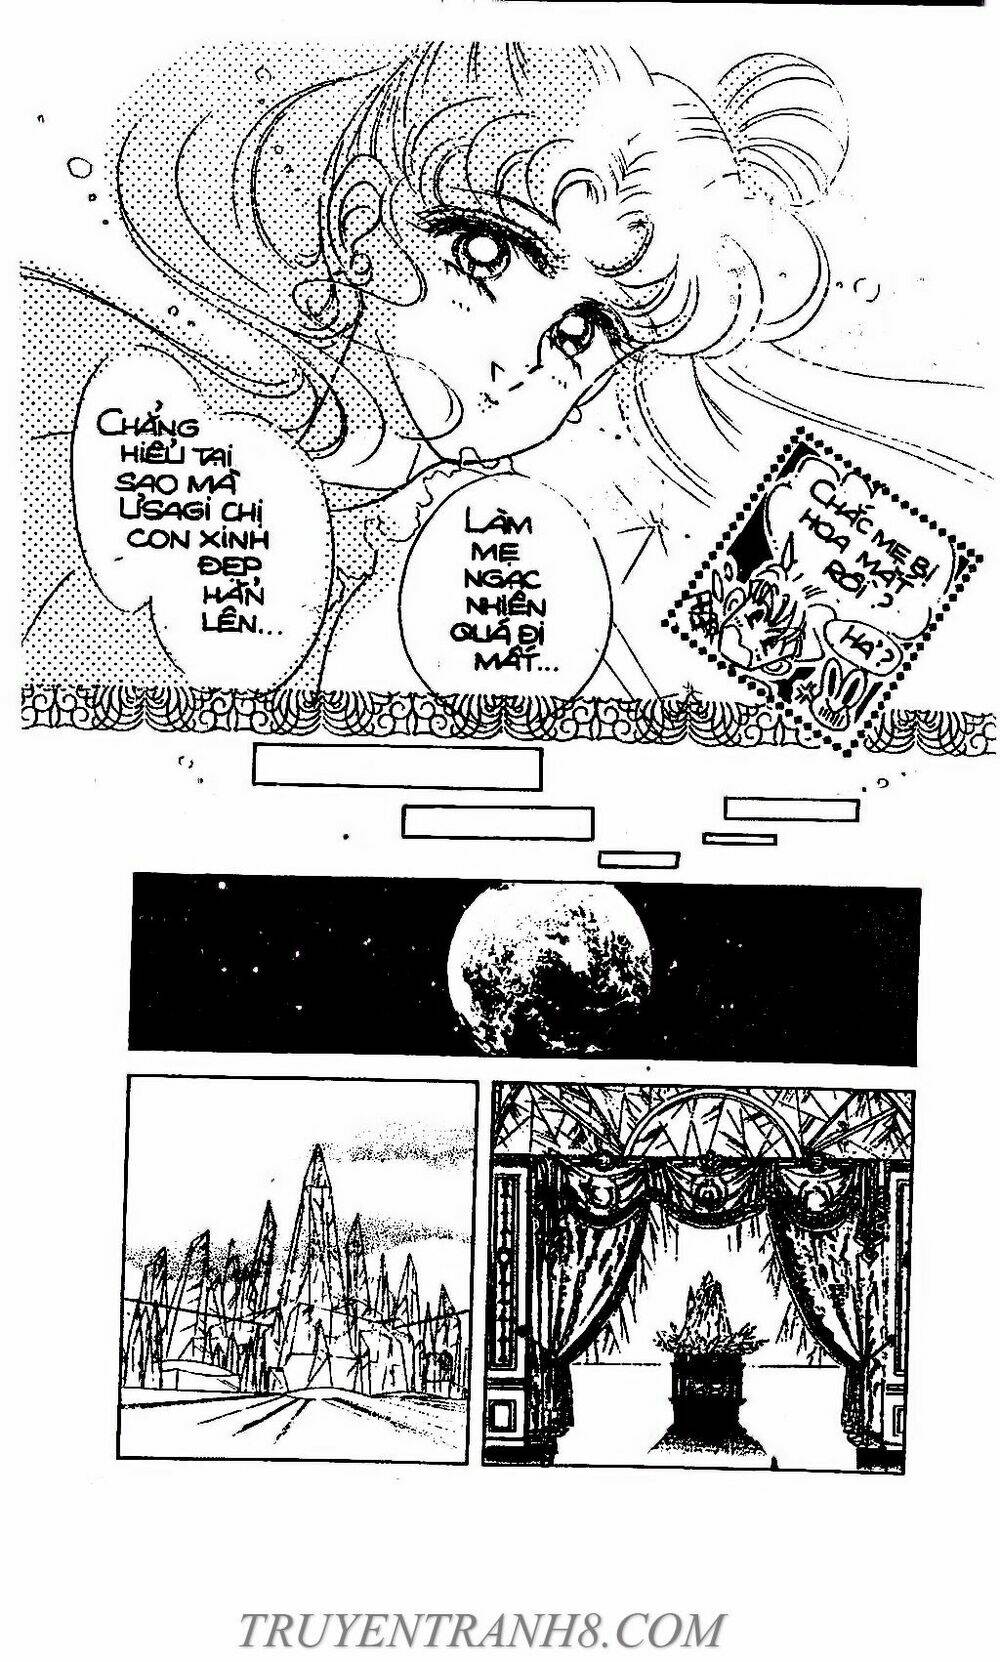 CHẲNG
HIỂU TẠI
SAO MÀ
USAGI CHỊ
CON XINH
ĐẸP
HẲN
LÊN...
LÀM
MẸ
NGẠC
NHIÊN
QUÁ ĐI
MẤT...
CHẮC MẸ BỊ
HOA MẮT
RỒI?
HẢ?
TRUYENTRANH8.COM